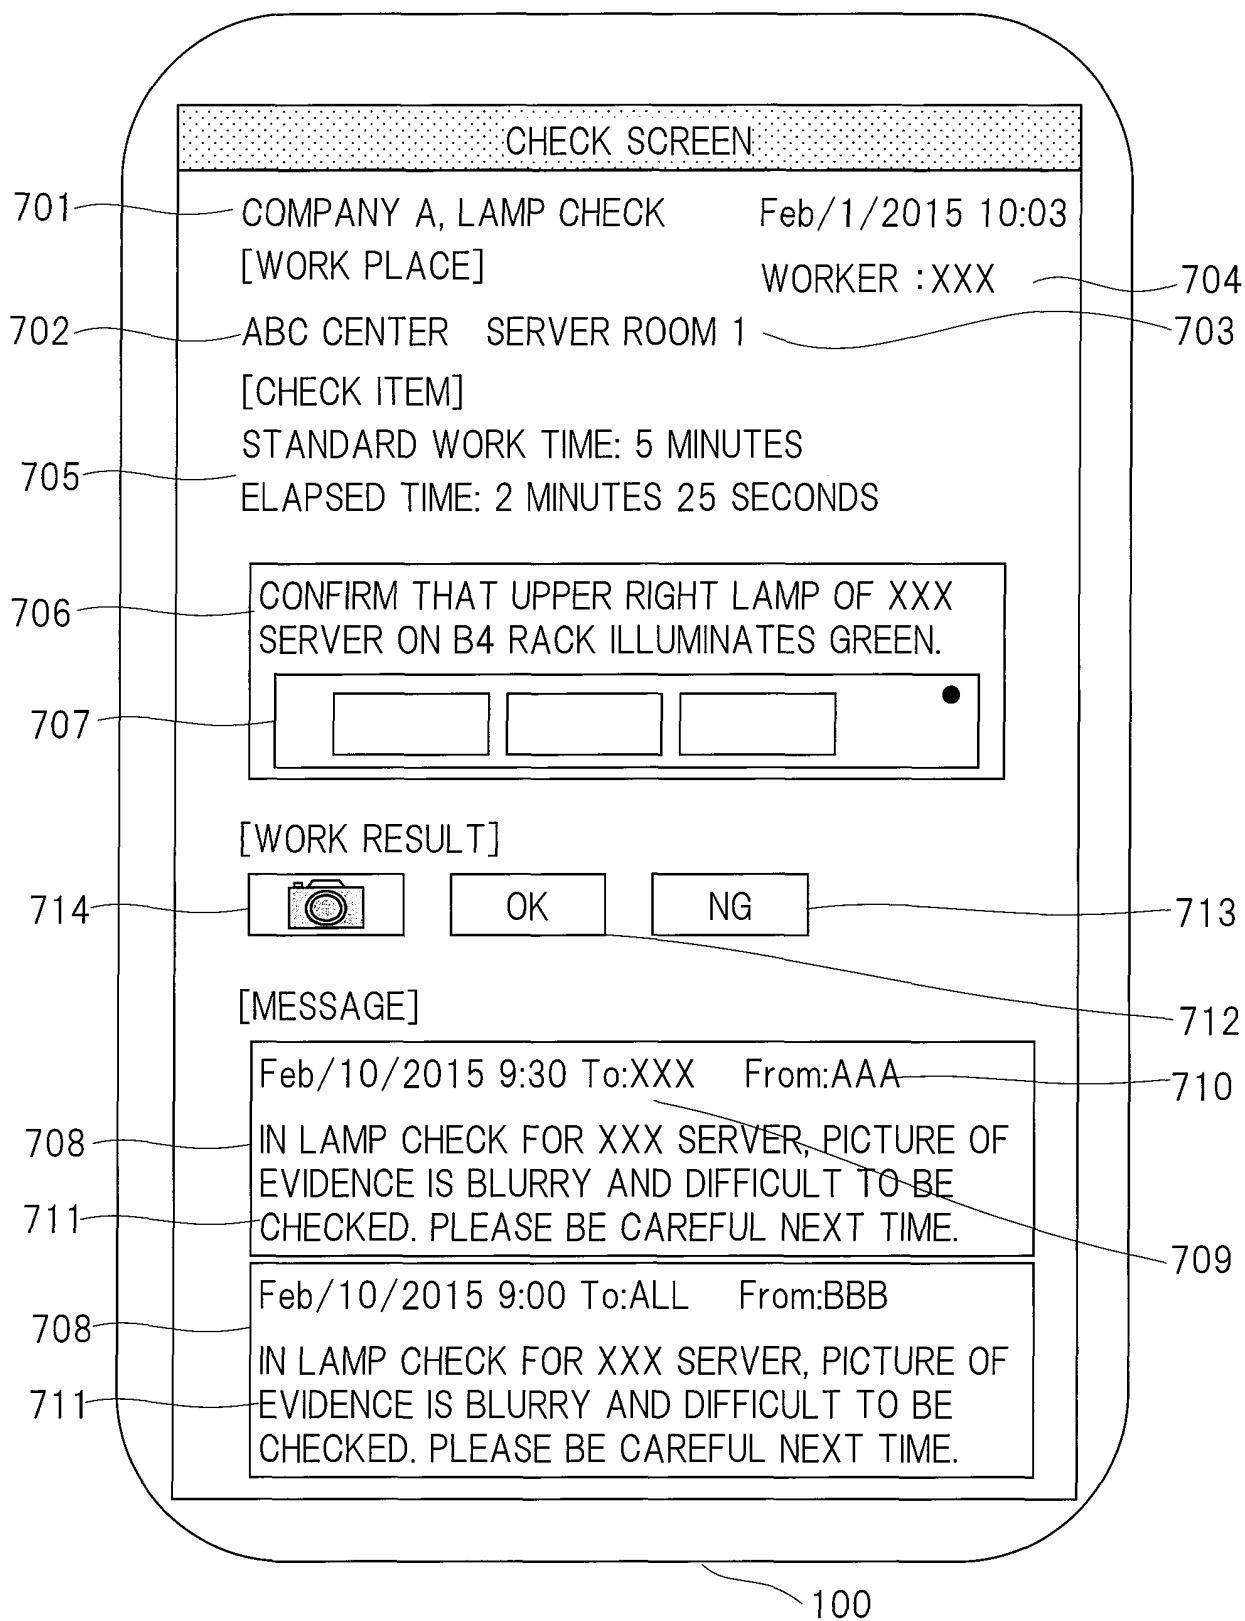 CHECK SCREEN
701 COMPANY A, LAMP CHECK Feb/1/2015 10:03
[WORK PLACE]
WORKER :XXX 704
702 ABC CENTER SERVER ROOM 1 703
[CHECK ITEM]
STANDARD WORK TIME: 5 MINUTES
705
ELAPSED TIME: 2 MINUTES 25 SECONDS
706 CONFIRM THAT UPPER RIGHT LAMP OF XXX
SERVER ON B4 RACK ILLUMINATES GREEN.
707
[WORK RESULT]
714 OK NG 713
[MESSAGE]
712
Feb/10/2015 9:30 To:XXX From:AAA 710
708 IN LAMP CHECK FOR XXX SERVER, PICTURE OF
EVIDENCE IS BLURRY AND DIFFICULT TO BE
711 CHECKED. PLEASE BE CAREFUL NEXT TIME.
709
Feb/10/2015 9:00 To:ALL From:BBB
708
IN LAMP CHECK FOR XXX SERVER, PICTURE OF
711 EVIDENCE IS BLURRY AND DIFFICULT TO BE
CHECKED. PLEASE BE CAREFUL NEXT TIME.
100